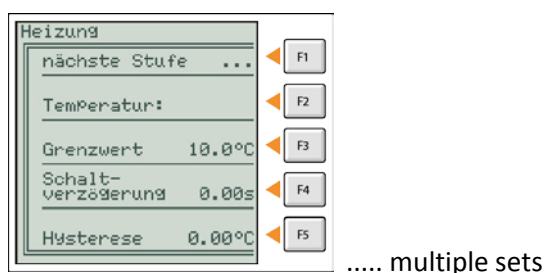 Heizung
nächste Stufe ... F1
Temperatur: F2
Grenzwert 10.0°C F3
Schalt-
verzögerung 0.00s F4
Hysterese 0.00°C F5
..... multiple sets